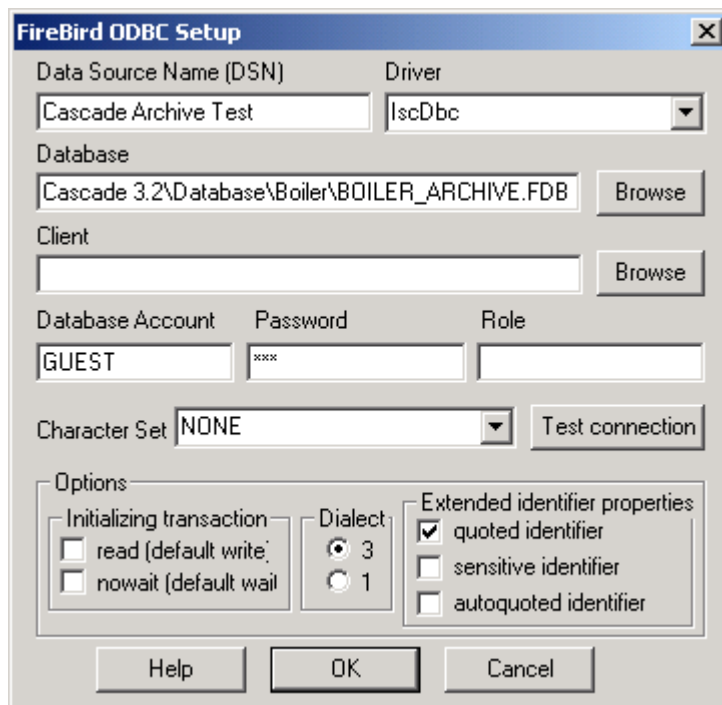 FireBird ODBC Setup
Data Source Name (DSN) Driver
Cascade Archive Test IscDbc
Database
Cascade 3.2\Database\Boiler\BOILER_ARCHIVE.FDB Browse
Client
Browse
Database Account Password Role
GUEST ***
Character Set NONE Test connection
Options
Initializing transaction Dialect Extended identifier properties
read (default write) 3 quoted identifier
nowait (default wait 1 sensitive identifier
autoquoted identifier
Help OK Cancel